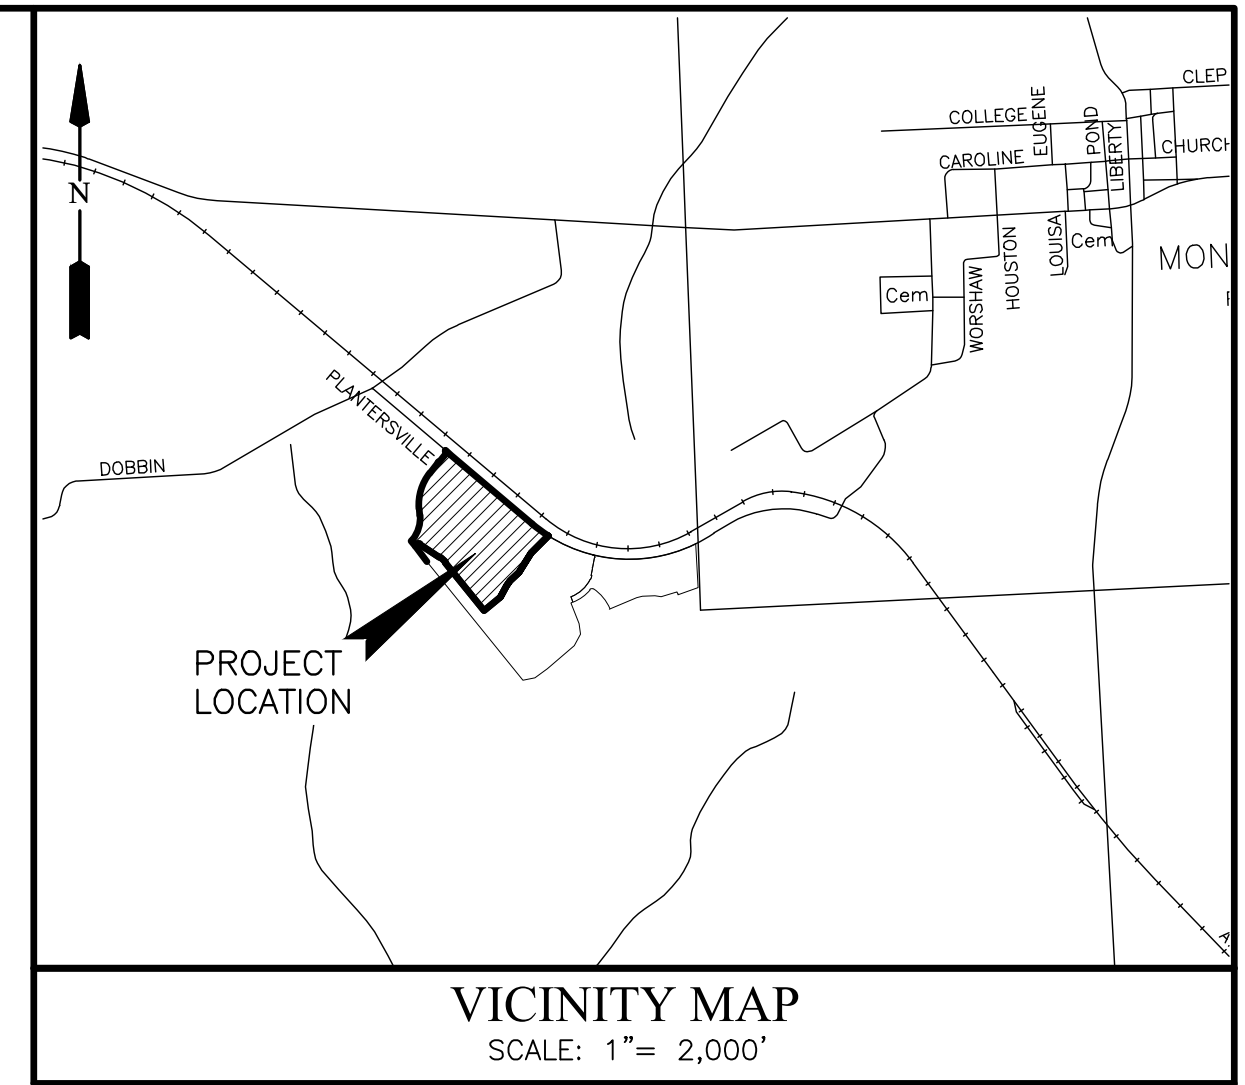 CLEP
COLLEGE
EUGENE
POND
LIBERTY
CHURCH
CAROLINE
N
LOUISA
Cem
HOUSTON
MON
WORSHAW
Cem
PLANTERSVILLE
DOBBIN
PROJECT
LOCATION
VICINITY MAP
SCALE: 1"= 2,000'